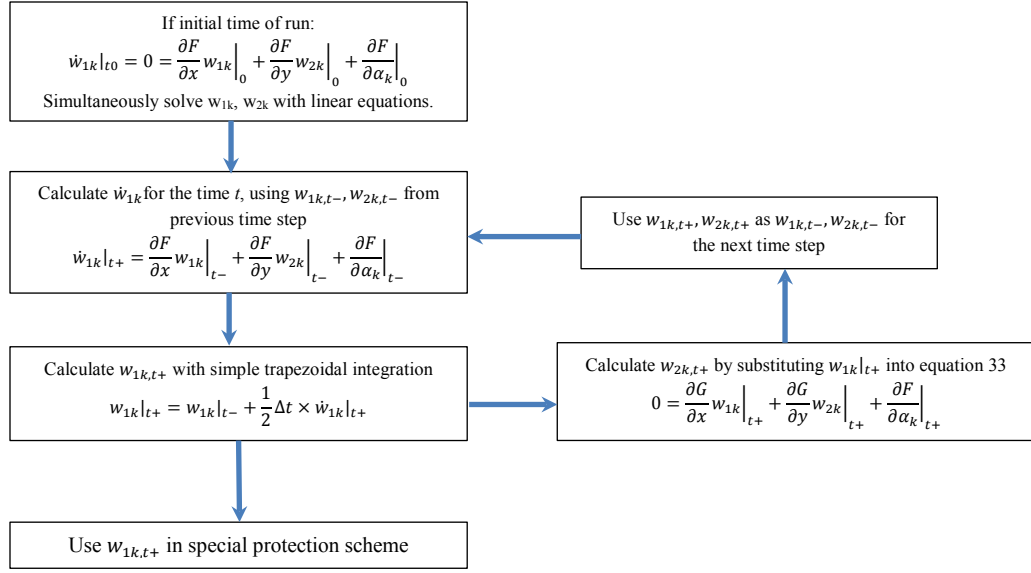 If initial time of run:
ẇ₁ₖ|ₜ₀ = 0 = ∂F/∂x w₁ₖ|₀ + ∂F/∂y w₂ₖ|₀ + ∂F/∂αₖ|₀
Simultaneously solve w₁ₖ, w₂ₖ with linear equations.
Calculate ẇ₁ₖ for the time t, using w₁ₖ,ₜ₋, w₂ₖ,ₜ₋ from
previous time step
ẇ₁ₖ|ₜ₊ = ∂F/∂x w₁ₖ|ₜ₋ + ∂F/∂y w₂ₖ|ₜ₋ + ∂F/∂αₖ|ₜ₋
Use w₁ₖ,ₜ₊, w₂ₖ,ₜ₊ as w₁ₖ,ₜ₋, w₂ₖ,ₜ₋ for
the next time step
Calculate w₁ₖ,ₜ₊ with simple trapezoidal integration
w₁ₖ|ₜ₊ = w₁ₖ|ₜ₋ + 1/2 Δt × ẇ₁ₖ|ₜ₊
Calculate w₂ₖ,ₜ₊ by substituting w₁ₖ|ₜ₊ into equation 33
0 = ∂G/∂x w₁ₖ|ₜ₊ + ∂G/∂y w₂ₖ|ₜ₊ + ∂F/∂αₖ|ₜ₊
Use w₁ₖ,ₜ₊ in special protection scheme